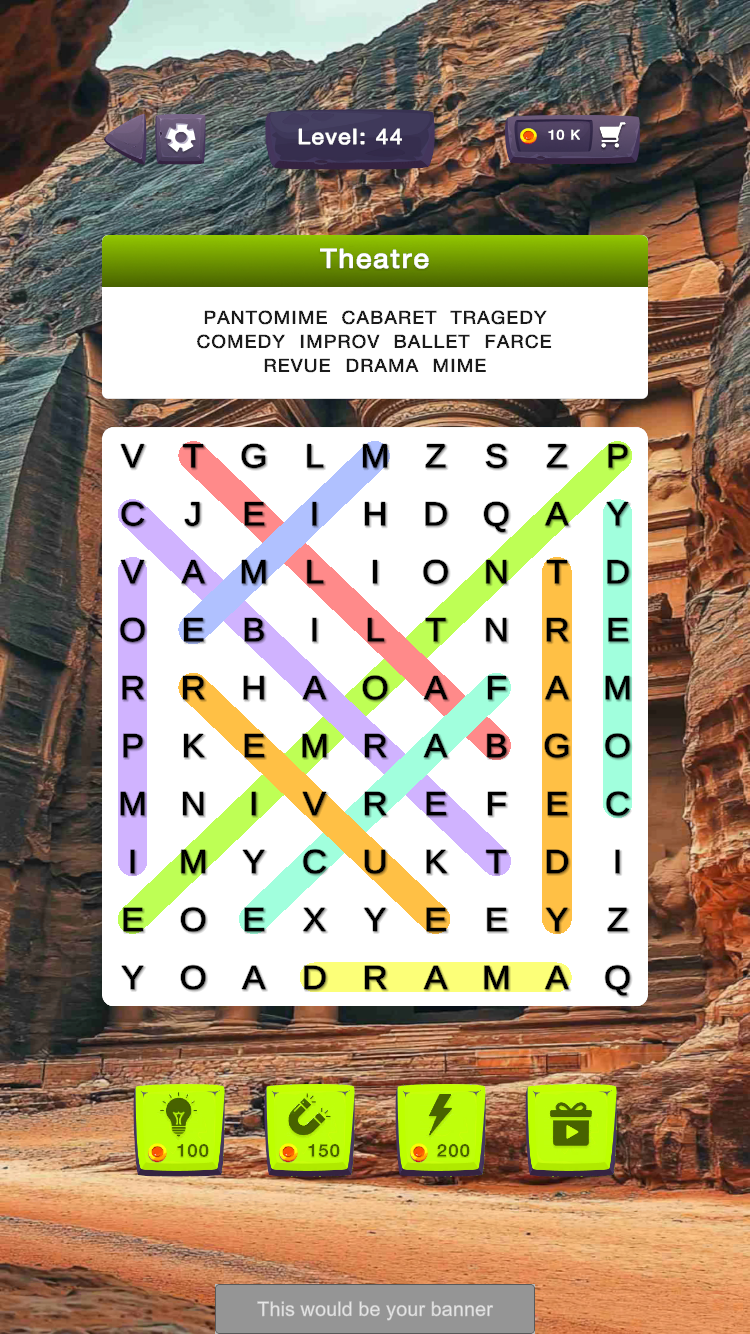 Level: 44
10 K
Theatre
PANTOMIME CABARET TRAGEDY
COMEDY IMPROV BALLET FARCE
REVUE DRAMA MIME
V T G L M Z S Z P
C J E I H D Q A Y
V A M L I O N T D
O E B I L T N R E
R R H A O A F A M
P K E M R A B G O
M N I V R E F E C
I M Y C U K T D I
E O E X Y E E Y Z
Y O A D R A M A Q
100 150 200
This would be your banner